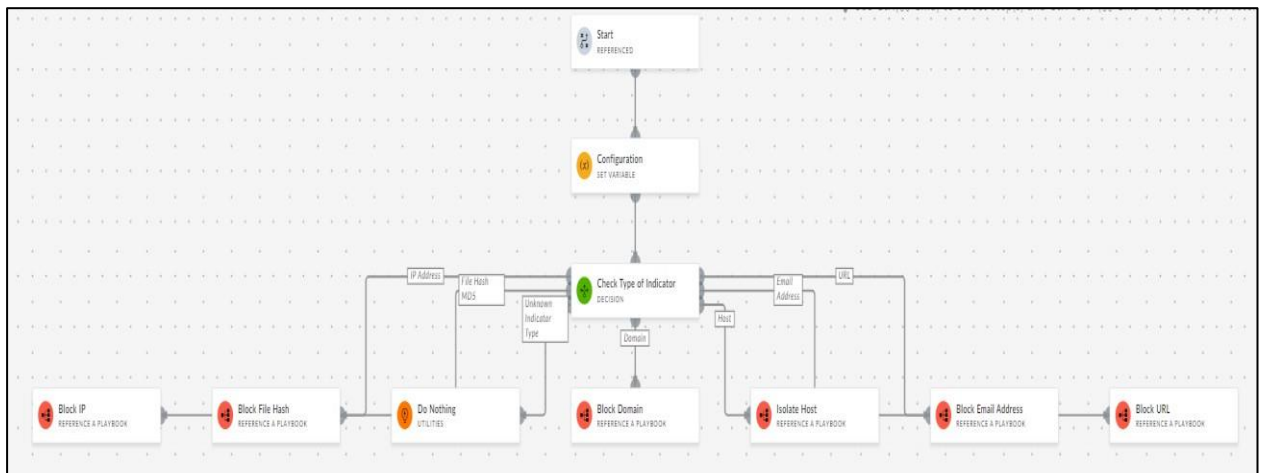 Start
REFERENCED
Configuration
SET VARIABLE
IP Address
File Hash
MD5
Unknown
Indicator
Type
Check Type of Indicator
DECISION
Domain
Host
Email
Address
URL
Block IP
REFERENCE A PLAYBOOK
Block File Hash
REFERENCE A PLAYBOOK
Do Nothing
UTILITIES
Block Domain
REFERENCE A PLAYBOOK
Isolate Host
REFERENCE A PLAYBOOK
Block Email Address
REFERENCE A PLAYBOOK
Block URL
REFERENCE A PLAYBOOK